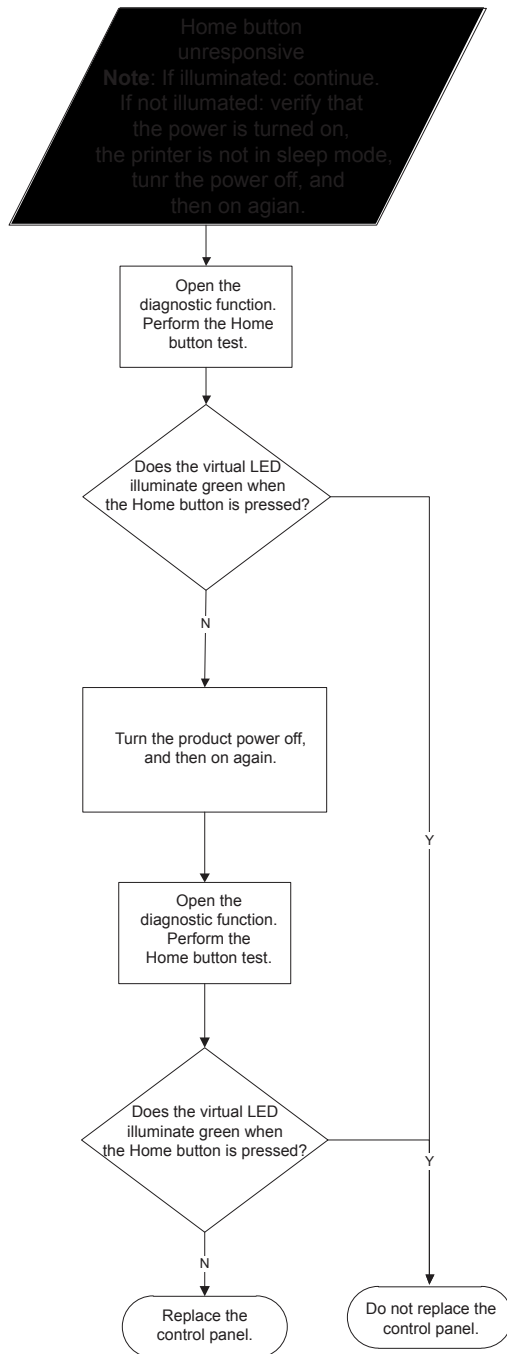 Home button
unresponsive
Note: If illuminated: continue.
If not illumated: verify that
the power is turned on,
the printer is not in sleep mode,
tunr the power off, and
then on agian.
Open the
diagnostic function.
Perform the Home
button test.
Does the virtual LED
illuminate green when
the Home button is pressed?
N
Turn the product power off,
and then on again.
Y
Open the
diagnostic function.
Perform the
Home button test.
Does the virtual LED
illuminate green when
the Home button is pressed?
Y
N
Replace the
control panel.
Do not replace the
control panel.